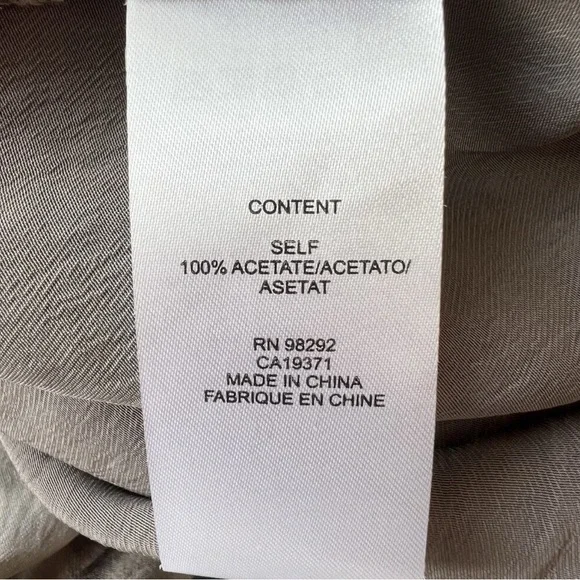 CONTENT
SELF
100% ACETATE/ACETATO/
ASETAT
RN 98292
CA19371
MADE IN CHINA
FABRIQUE EN CHINE